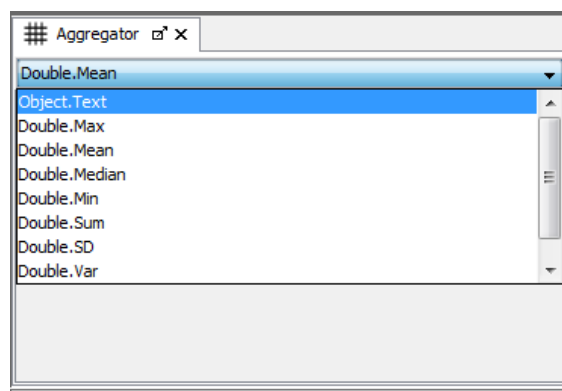 Aggregator
Double.Mean
Object.Text
Double.Max
Double.Mean
Double.Median
Double.Min
Double.Sum
Double.SD
Double.Var